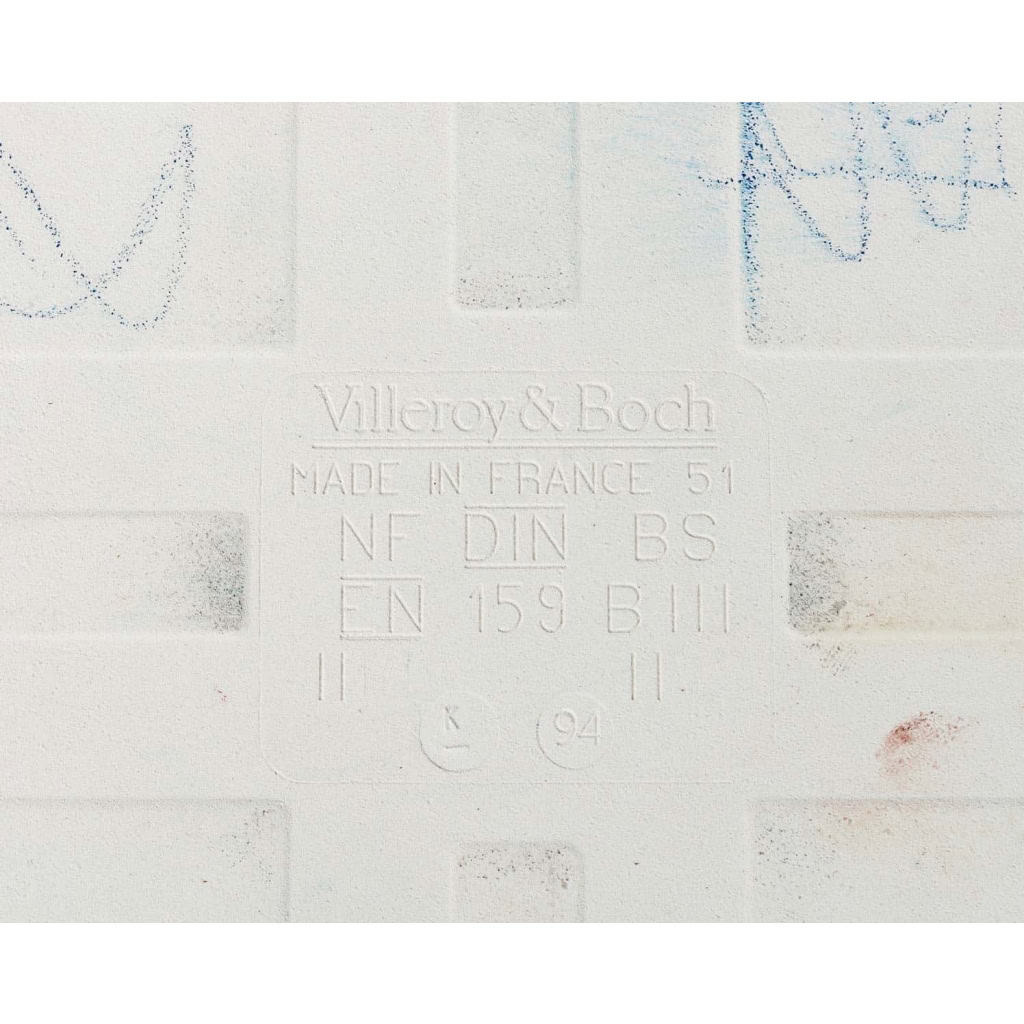 Villeroy & Boch
MADE IN FRANCE 51
NF DIN BS
EN 159 B III
II II
K 94